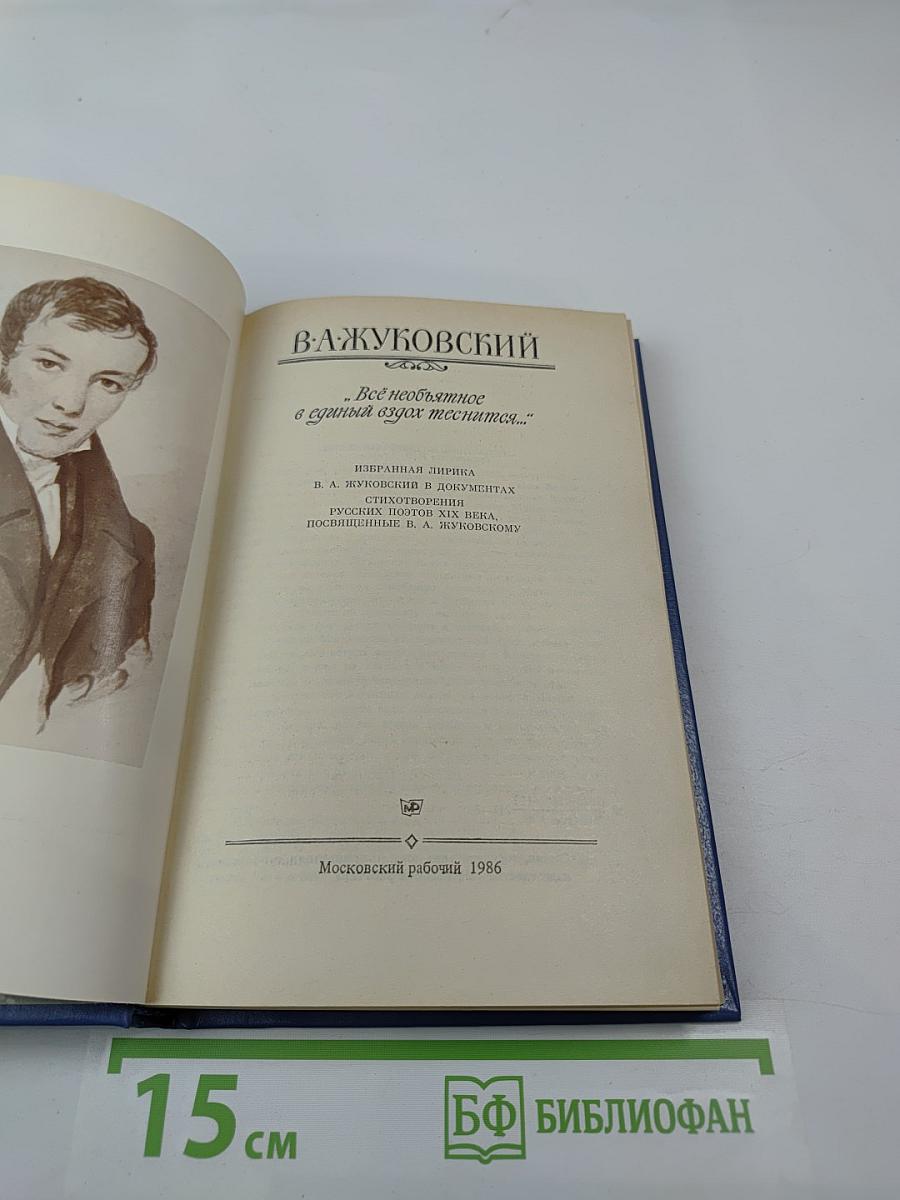 В·А·ЖУКОВСКИЙ
„Всё необъятное
в единый вздох теснится..."
ИЗБРАННАЯ ЛИРИКА
В. А. ЖУКОВСКИЙ В ДОКУМЕНТАХ
СТИХОТВОРЕНИЯ
РУССКИХ ПОЭТОВ XIX ВЕКА,
ПОСВЯЩЕННЫЕ В. А. ЖУКОВСКОМУ
МР
Московский рабочий 1986
15 см
БФ БИБЛИОФАН